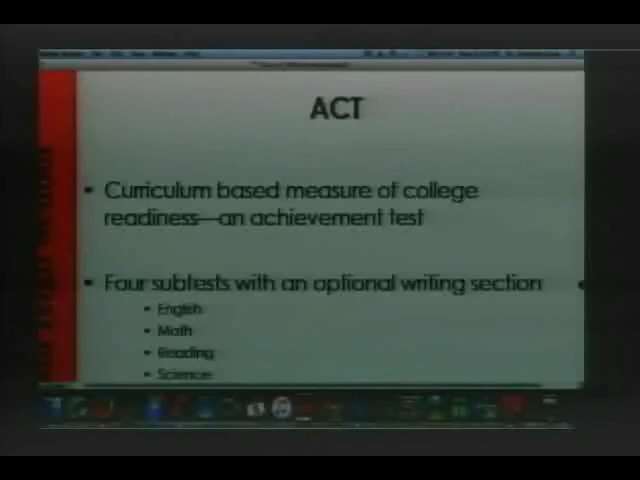 ACT
• Curriculum based measure of college
readiness—an achievement test
• Four subtests with an optional writing section
• English
• Math
• Reading
• Science